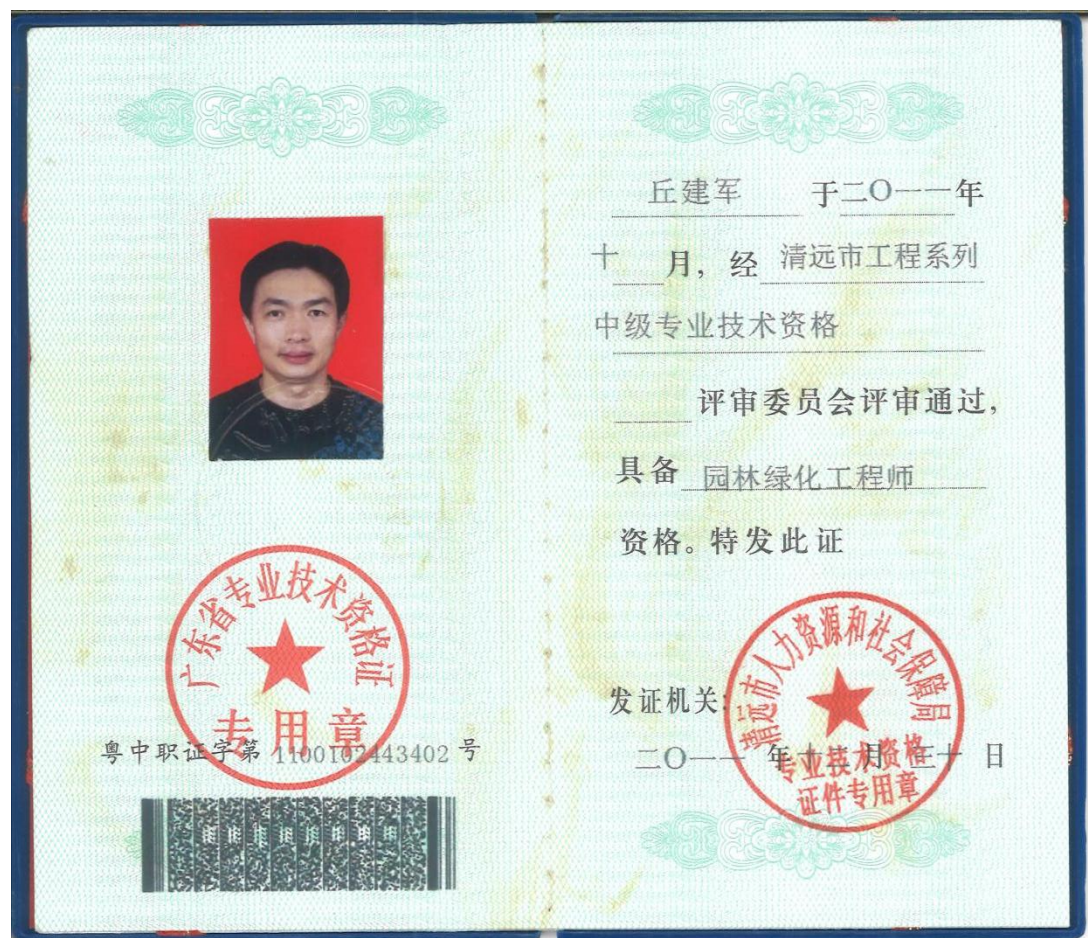 广东省专业技术资格证
专用章
粤中职证字第 1100102443402 号
丘建军 于二〇一一年
十 月，经 清远市工程系列
中级专业技术资格
评审委员会评审通过，
具备 园林绿化工程师
资格。特发此证
清远市人力资源和社会保障局
专业技术资格
证件专用章
发证机关：
二〇一一 年十二月 三十 日